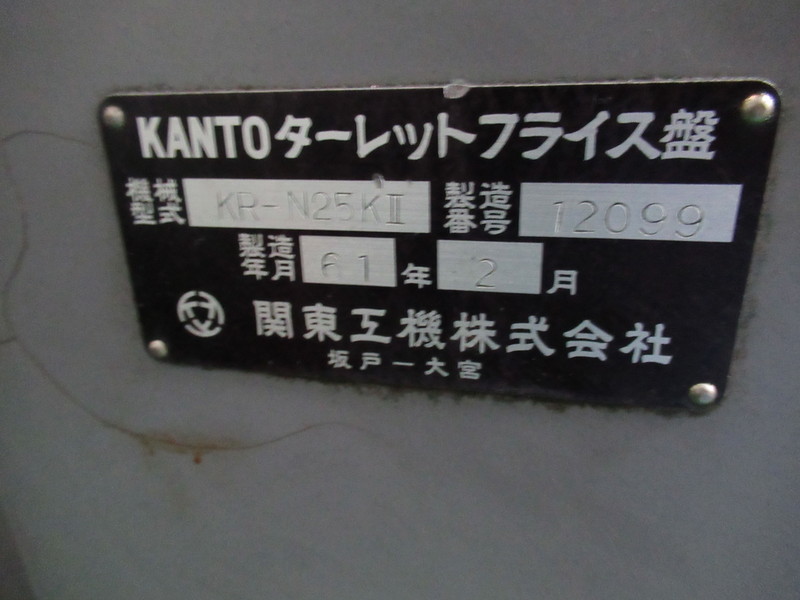 KANTOターレットフライス盤
機械型式 KR-N25KⅡ 製造番号 12099
製造年月 61年 2月
関東工機株式会社
坂戸ー大宮